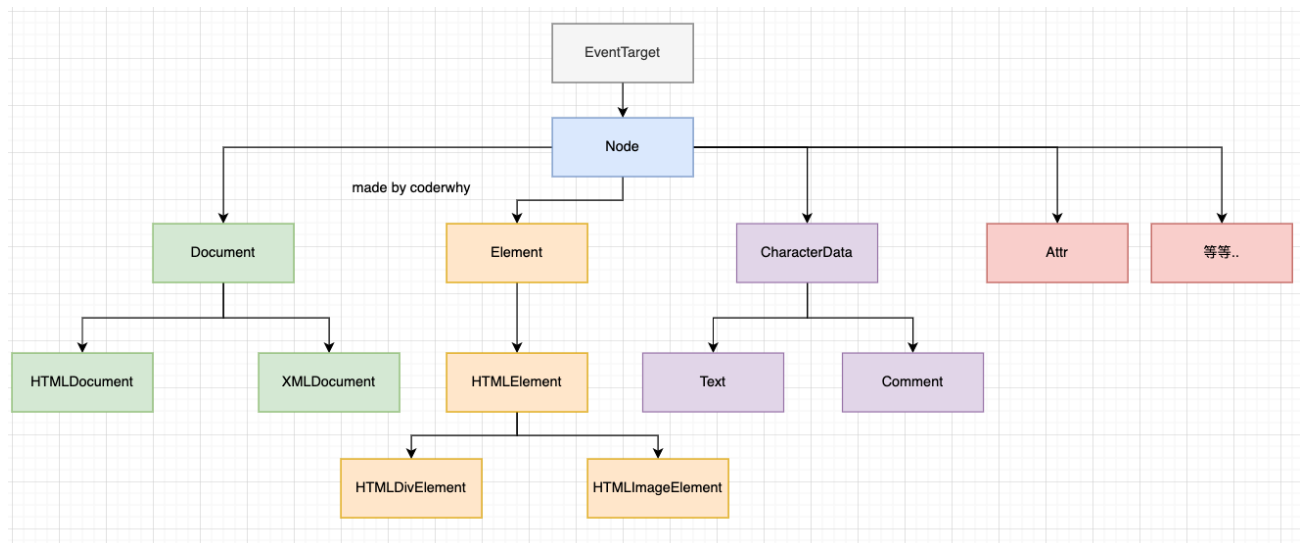 EventTarget
Node
made by coderwhy
Document
Element
CharacterData
Attr
等等..
HTMLDocument
XMLDocument
HTMLElement
Text
Comment
HTMLDivElement
HTMLImageElement